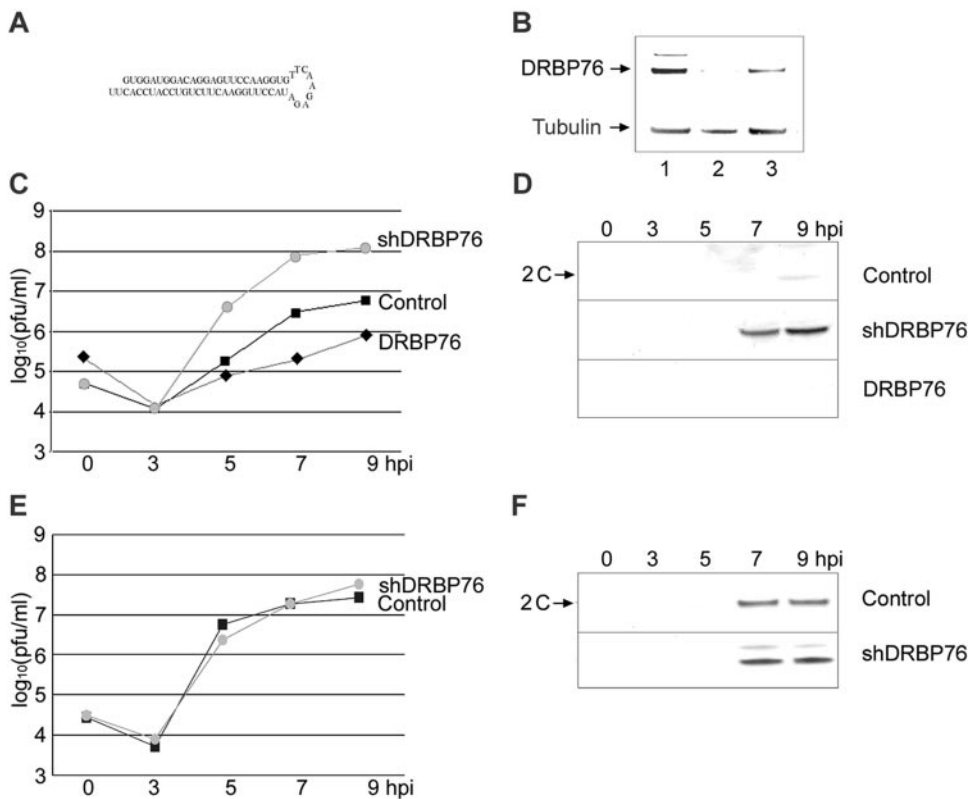 A
GUGGAUGGACAGGAGUUCCAAGGUG
B
DRBP76
Tubulin
1 2 3
C
9
8
7
6
5
4
3
log₁₀(pfu/ml)
shDRBP76
Control
DRBP76
0 3 5 7 9 hpi
D
0 3 5 7 9 hpi
2C
Control
shDRBP76
DRBP76
E
9
8
7
6
5
4
3
log₁₀(pfu/ml)
shDRBP76
Control
0 3 5 7 9 hpi
F
0 3 5 7 9 hpi
2C
Control
shDRBP76